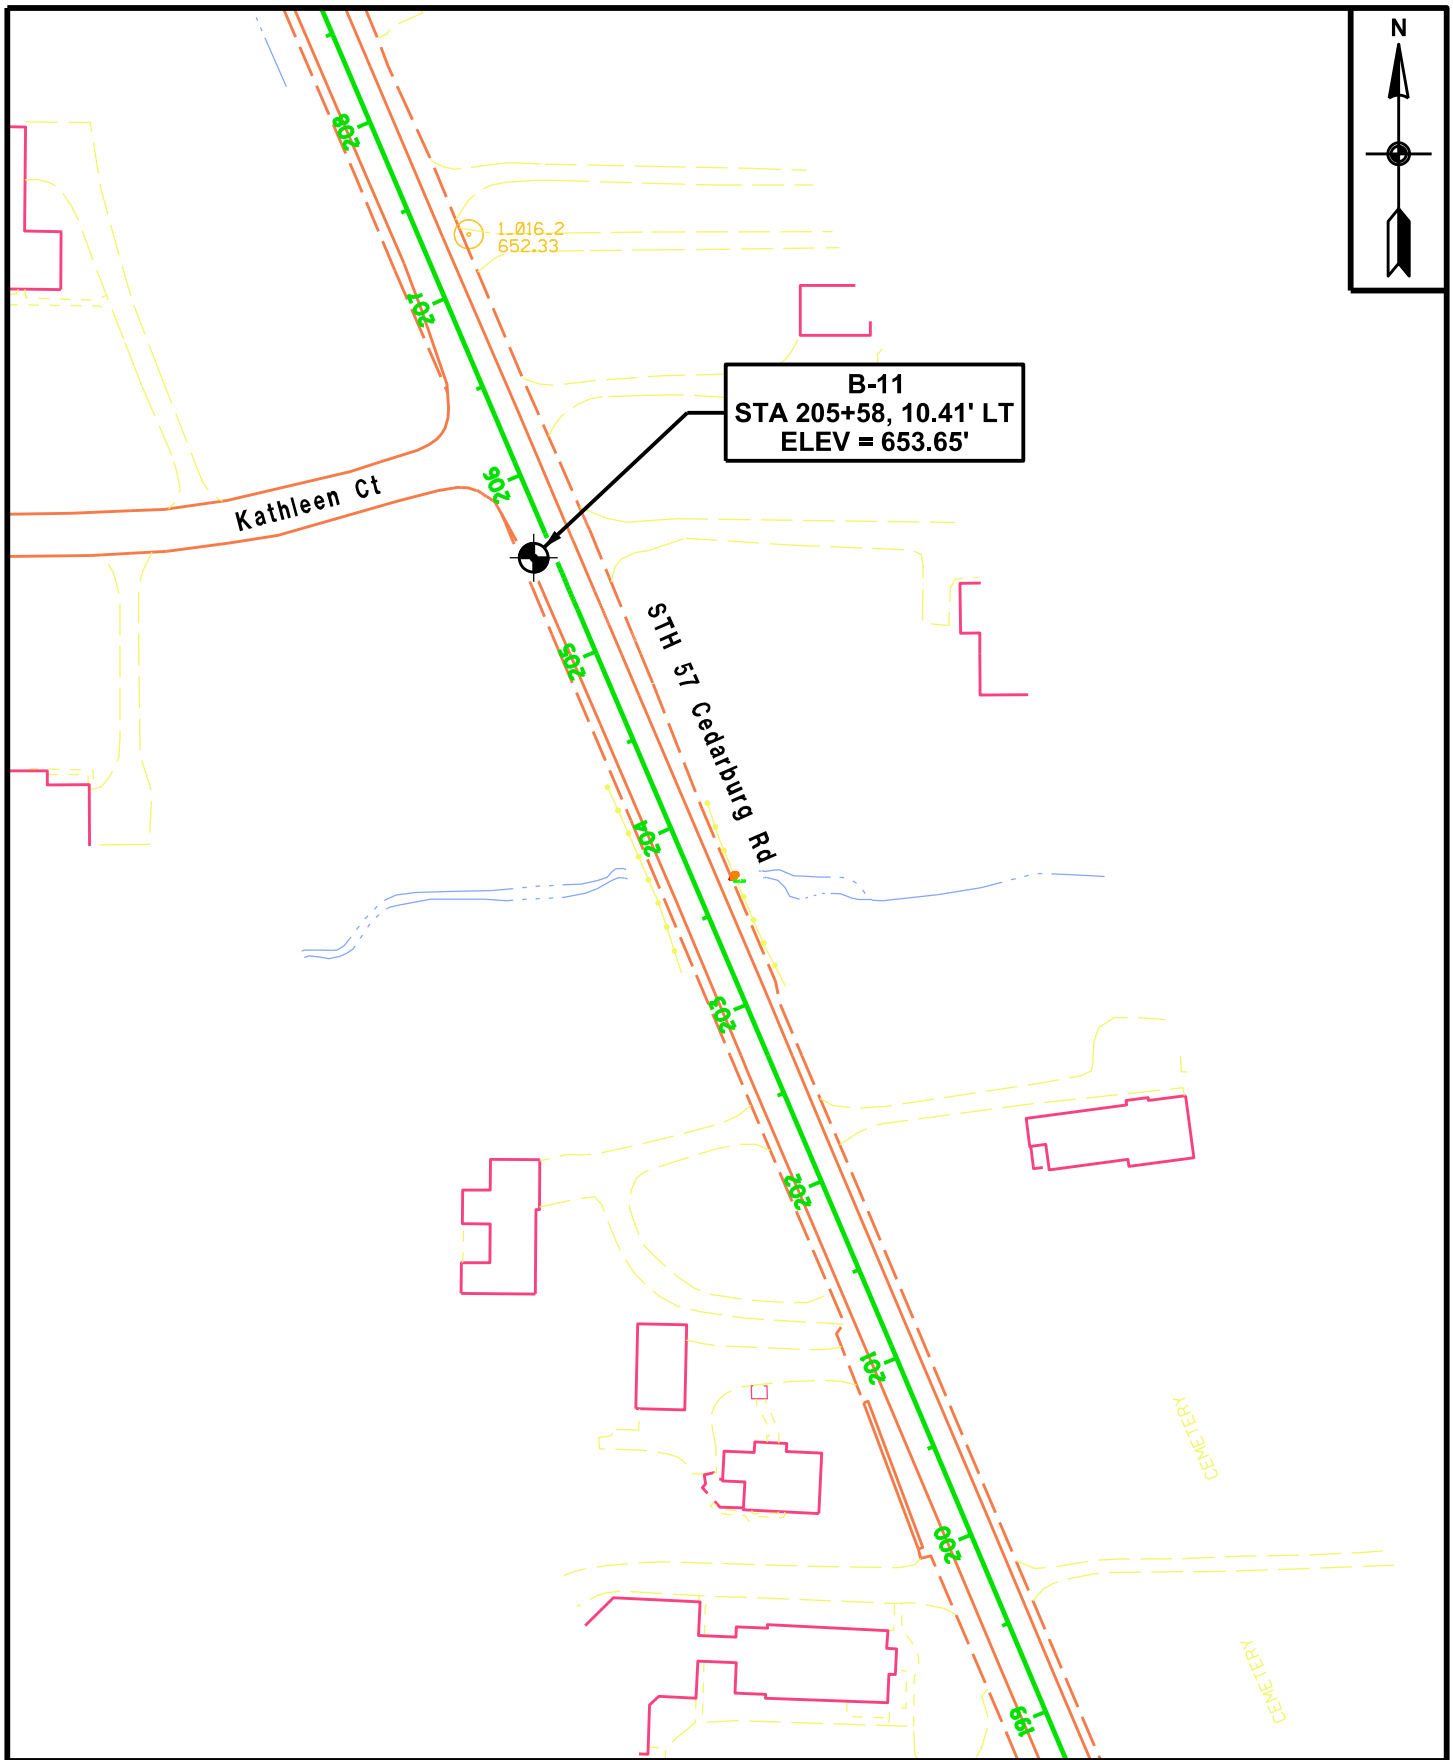 N
208
1.016.2
652.33
207
B-11
STA 205+58, 10.41' LT
ELEV = 653.65'
206
Kathleen Ct
205
STH 57 Cedarburg Rd
204
203
202
201
CEMETERY
200
CEMETERY
199